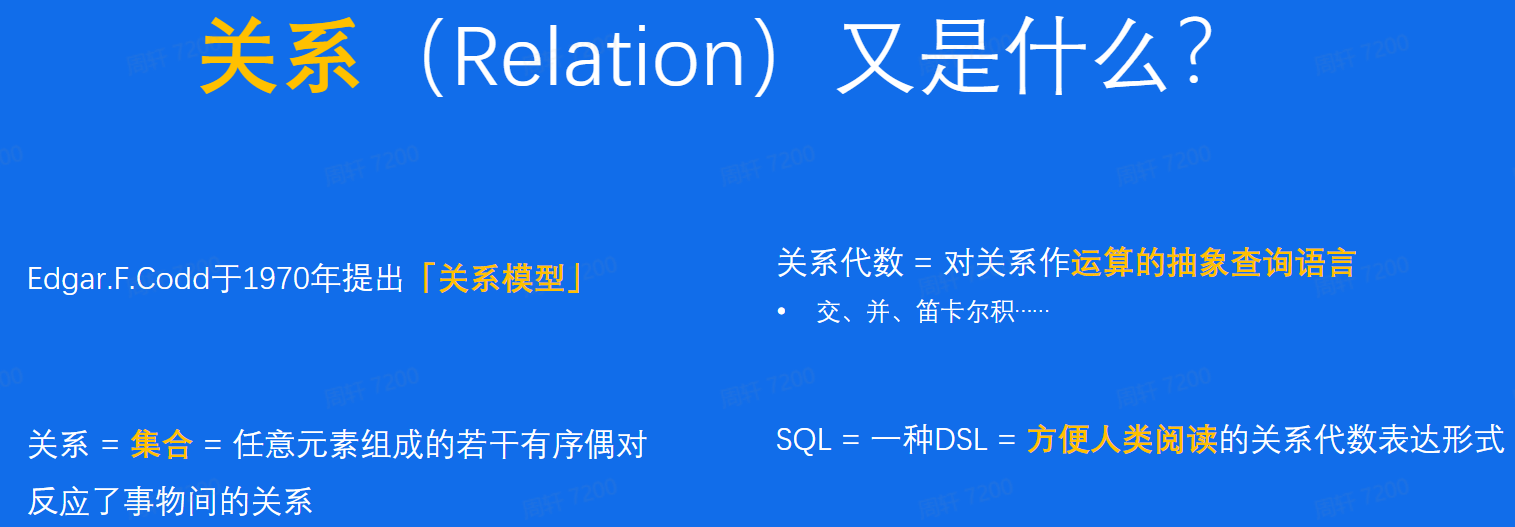 关系（Relation）又是什么？
Edgar.F.Codd于1970年提出「关系模型」
关系 = 集合 = 任意元素组成的若干有序偶对
反应了事物间的关系
关系代数 = 对关系作运算的抽象查询语言
• 交、并、笛卡尔积……
SQL = 一种DSL = 方便人类阅读的关系代数表达形式
周轩 7200